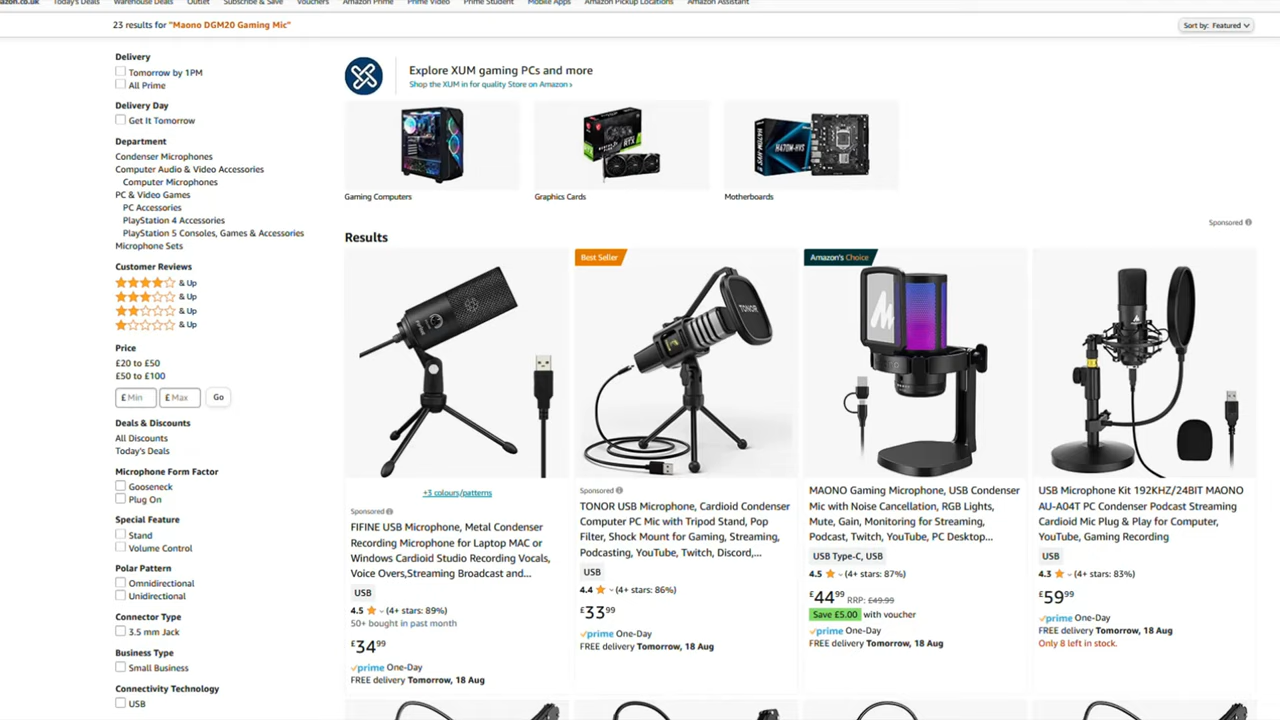 azon.co.uk Today's Deals Warehouse Deals Outlet Subscribe & Save Vouchers Amazon Prime Prime Video Prime Student Mobile Apps Amazon Pickup Locations Amazon Assistant
23 results for "Maono DGM20 Gaming Mic"
Sort by: Featured
Delivery
Tomorrow by 1PM
All Prime
Delivery Day
Get It Tomorrow
Department
Condenser Microphones
Computer Audio & Video Accessories
Computer Microphones
PC & Video Games
PC Accessories
PlayStation 4 Accessories
PlayStation 5 Consoles, Games & Accessories
Microphone Sets
Customer Reviews
& Up
& Up
& Up
& Up
Price
£20 to £50
£50 to £100
£ Min £ Max Go
Deals & Discounts
All Discounts
Today's Deals
Microphone Form Factor
Gooseneck
Plug On
Special Feature
Stand
Volume Control
Polar Pattern
Omnidirectional
Unidirectional
Connector Type
3.5 mm Jack
Business Type
Small Business
Connectivity Technology
USB
Explore XUM gaming PCs and more
Shop the XUM in for quality Store on Amazon ›
H470M-HVS
Gaming Computers
Graphics Cards
Motherboards
Sponsored
Results
+3 colours/patterns
Sponsored
FIFINE USB Microphone, Metal Condenser
Recording Microphone for Laptop MAC or
Windows Cardioid Studio Recording Vocals,
Voice Overs,Streaming Broadcast and...
USB
4.5 (4+ stars: 89%)
50+ bought in past month
£34.99
prime One-Day
FREE delivery Tomorrow, 18 Aug
Best Seller
TONOR
Sponsored
TONOR USB Microphone, Cardioid Condenser
Computer PC Mic with Tripod Stand, Pop
Filter, Shock Mount for Gaming, Streaming,
Podcasting, YouTube, Twitch, Discord,...
USB
4.4 (4+ stars: 86%)
£33.99
prime One-Day
FREE delivery Tomorrow, 18 Aug
Amazon's Choice
MAONO Gaming Microphone, USB Condenser
Mic with Noise Cancellation, RGB Lights,
Mute, Gain, Monitoring for Streaming,
Podcast, Twitch, YouTube, PC Desktop...
USB Type-C, USB
4.5 (4+ stars: 87%)
£44.99 RRP: £49.99
Save £5.00 with voucher
prime One-Day
FREE delivery Tomorrow, 18 Aug
USB Microphone Kit 192KHZ/24BIT MAONO
AU-A04T PC Condenser Podcast Streaming
Cardioid Mic Plug & Play for Computer,
YouTube, Gaming Recording
USB
4.3 (4+ stars: 83%)
£59.99
prime One-Day
FREE delivery Tomorrow, 18 Aug
Only 8 left in stock.